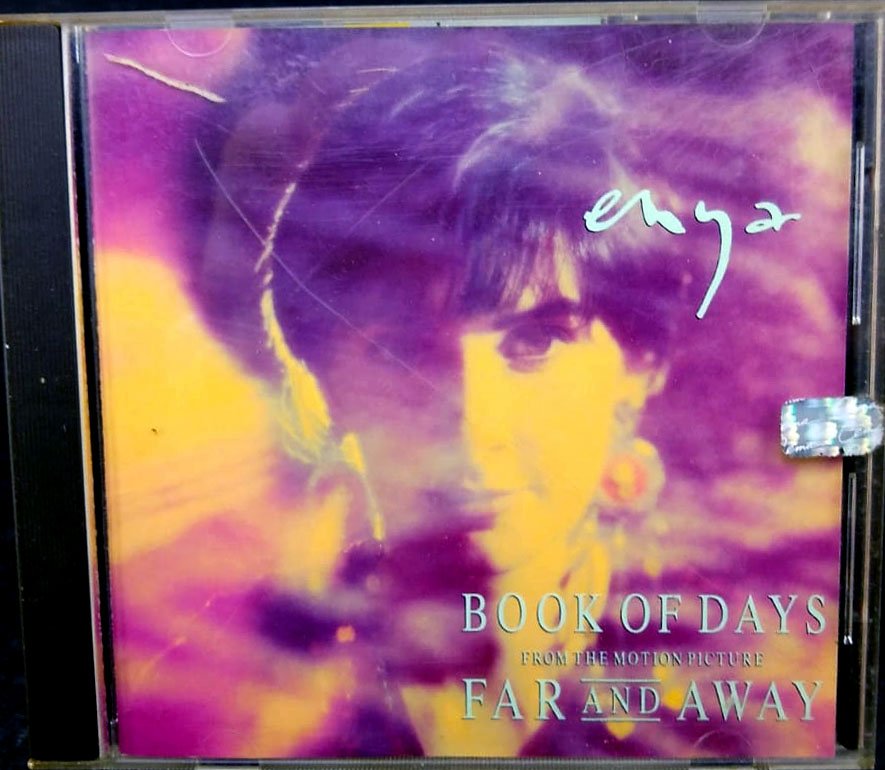 enya
BOOK OF DAYS
FROM THE MOTION PICTURE
FAR AND AWAY